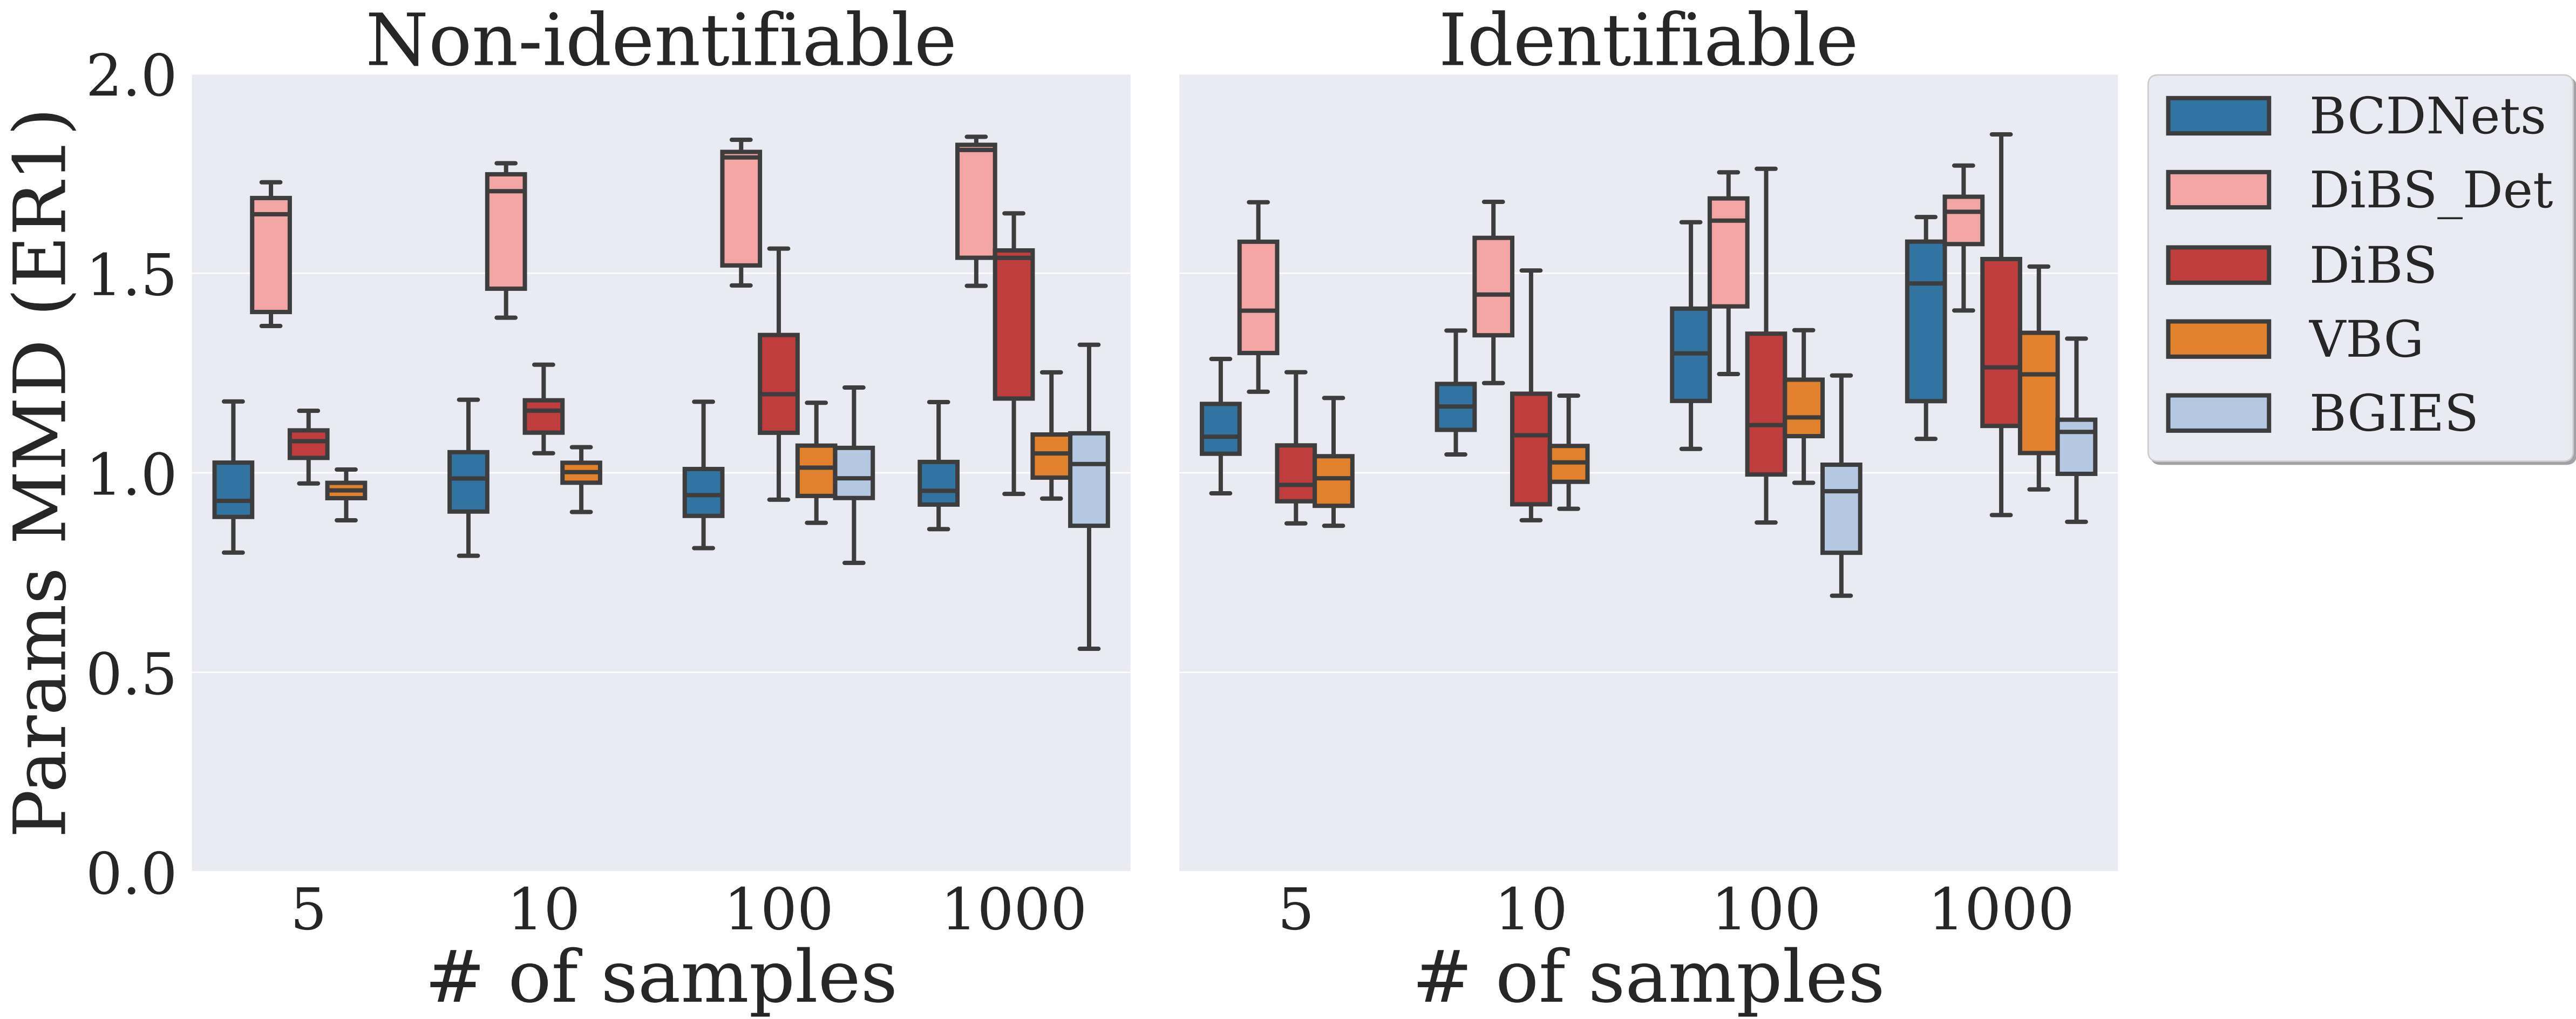 Non-identifiable
Identifiable
Params MMD (ER1)
2.0
1.5
1.0
0.5
0.0
5 10 100 1000
# of samples
5 10 100 1000
# of samples
BCDNets
DiBS_Det
DiBS
VBG
BGIES